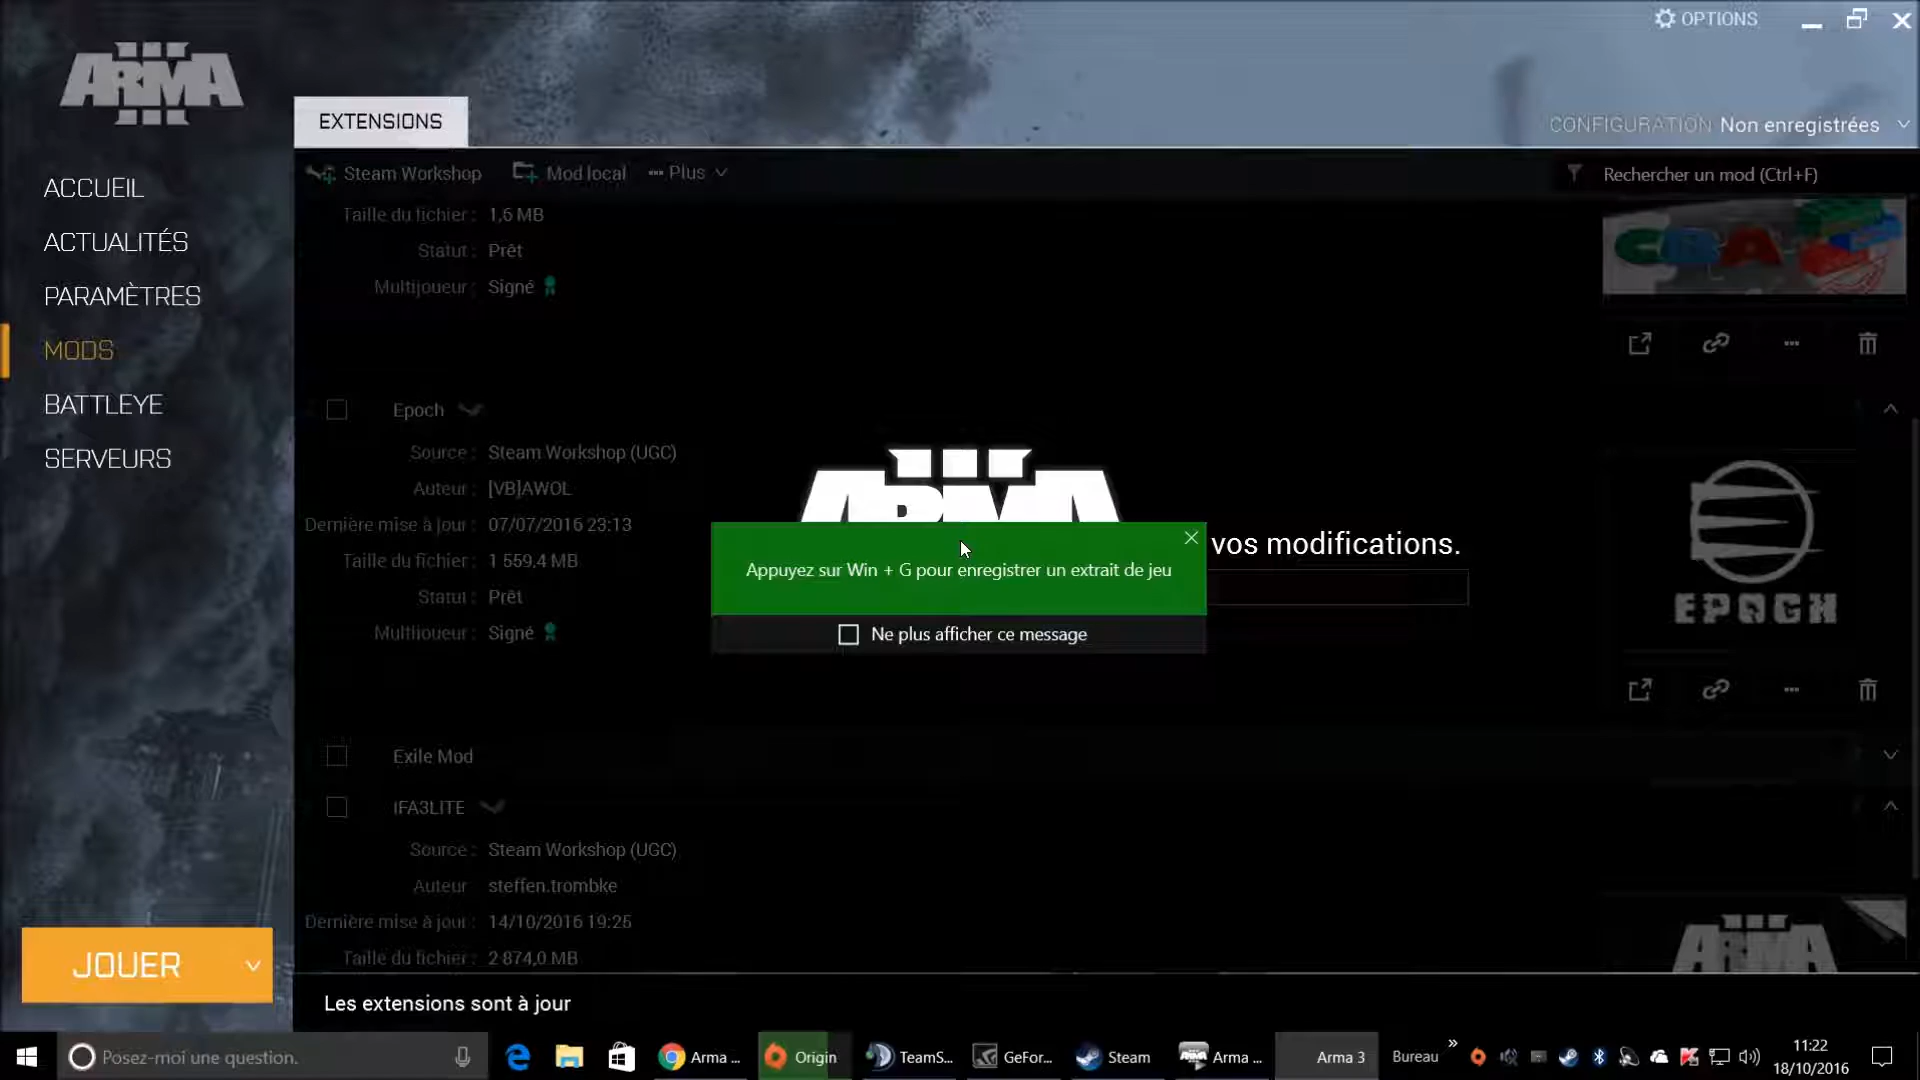 OPTIONS
ARMA
III
EXTENSIONS
CONFIGURATION Non enregistrées
Steam Workshop
Mod local
Plus
Rechercher un mod (Ctrl+F)
ACCUEIL
ACTUALITÉS
PARAMÈTRES
MODS
BATTLEYE
SERVEURS
Taille du fichier : 1,6 MB
Statut : Prêt
Multijoueur : Signé
CBA
Epoch
Source : Steam Workshop (UGC)
Auteur : [VB]AWOL
Dernière mise à jour : 07/07/2016 23:13
Taille du fichier : 1 559,4 MB
Statut : Prêt
Multijoueur : Signé
III
ARMA
vos modifications.
Appuyez sur Win + G pour enregistrer un extrait de jeu
Ne plus afficher ce message
EPOCH
Exile Mod
IFA3LITE
Source : Steam Workshop (UGC)
Auteur steffen.trombke
Dernière mise à jour : 14/10/2016 19:25
Taille du fichier : 2 874,0 MB
ARMA
JOUER
Les extensions sont à jour
Posez-moi une question.
Arma ...
Origin
TeamS...
GeFor...
Steam
Arma ...
Arma 3
Bureau
11:22
18/10/2016